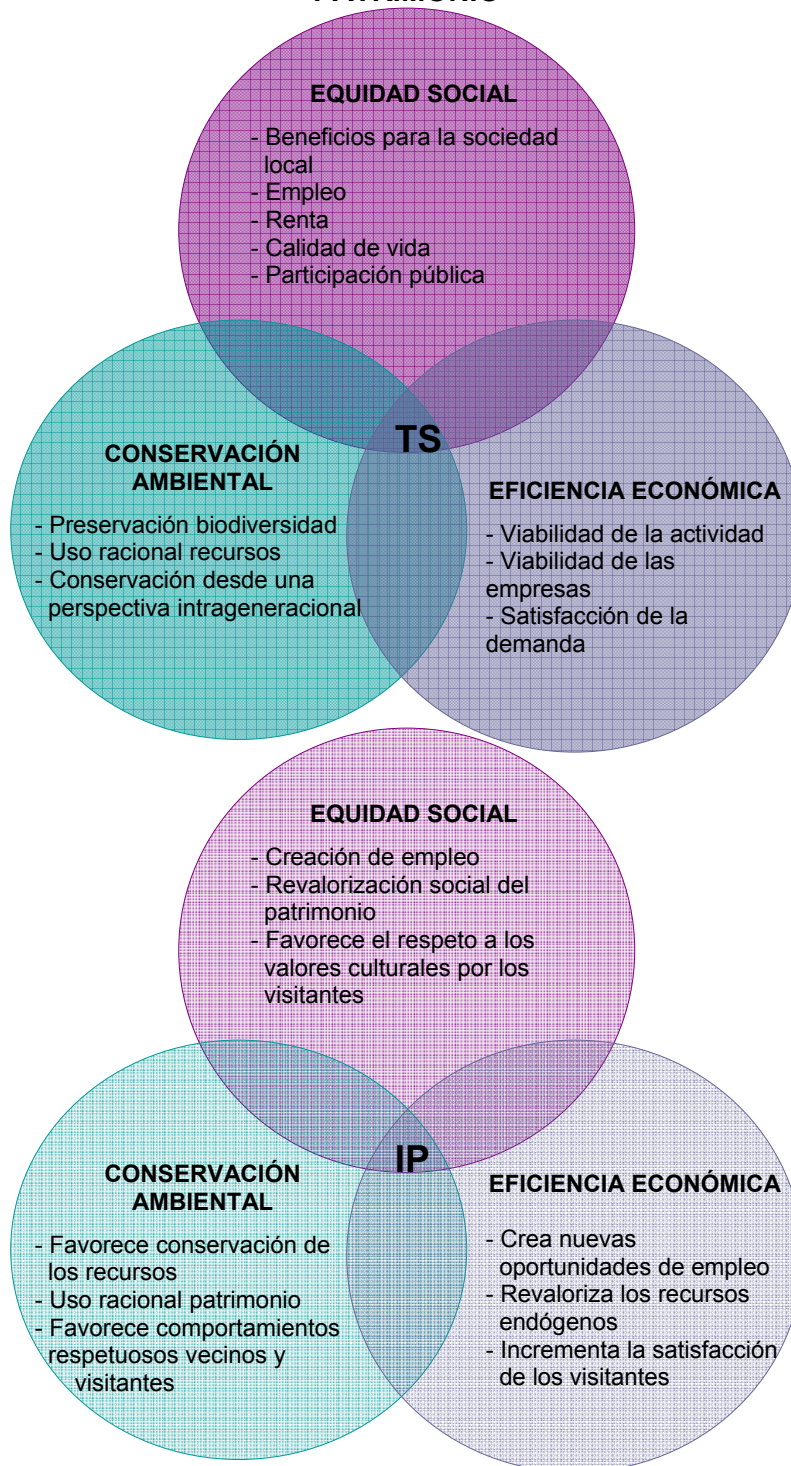 PATRIMONIO
EQUIDAD SOCIAL
- Beneficios para la sociedad
local
- Empleo
- Renta
- Calidad de vida
- Participación pública
TS
CONSERVACIÓN
AMBIENTAL
- Preservación biodiversidad
- Uso racional recursos
- Conservación desde una
perspectiva intrageneracional
EFICIENCIA ECONÓMICA
- Viabilidad de la actividad
- Viabilidad de las
empresas
- Satisfacción de la
demanda
EQUIDAD SOCIAL
- Creación de empleo
- Revalorización social del
patrimonio
- Favorece el respeto a los
valores culturales por los
visitantes
IP
CONSERVACIÓN
AMBIENTAL
- Favorece conservación de
los recursos
- Uso racional patrimonio
- Favorece comportamientos
respetuosos vecinos y
visitantes
EFICIENCIA ECONÓMICA
- Crea nuevas
oportunidades de empleo
- Revaloriza los recursos
endógenos
- Incrementa la satisfacción
de los visitantes